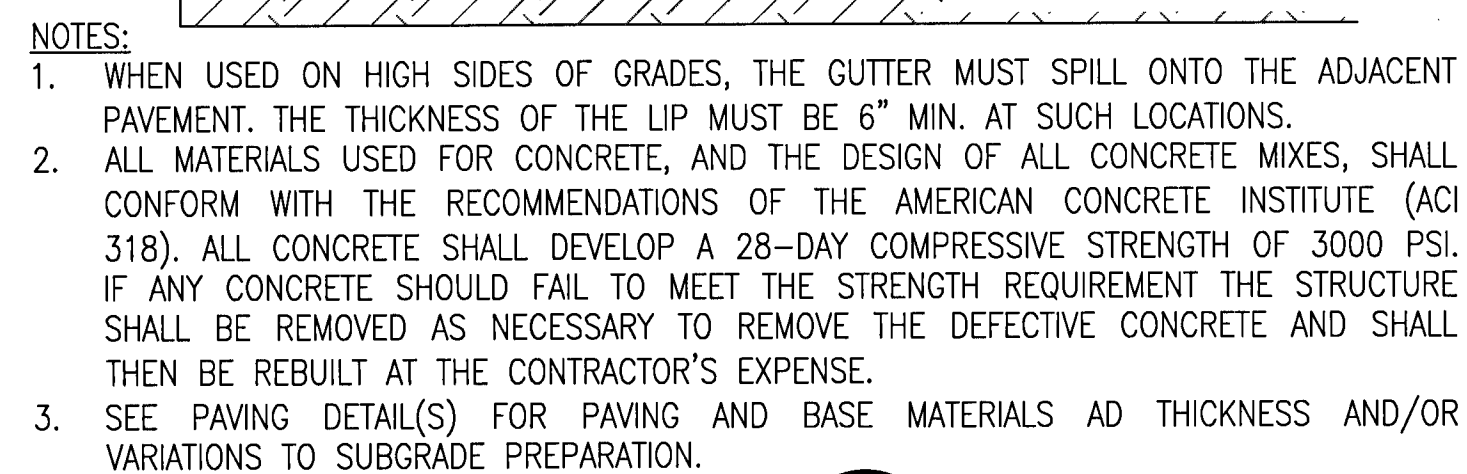 NOTES:
1. WHEN USED ON HIGH SIDES OF GRADES, THE GUTTER MUST SPILL ONTO THE ADJACENT
PAVEMENT. THE THICKNESS OF THE LIP MUST BE 6" MIN. AT SUCH LOCATIONS.
2. ALL MATERIALS USED FOR CONCRETE, AND THE DESIGN OF ALL CONCRETE MIXES, SHALL
CONFORM WITH THE RECOMMENDATIONS OF THE AMERICAN CONCRETE INSTITUTE (ACI
318). ALL CONCRETE SHALL DEVELOP A 28-DAY COMPRESSIVE STRENGTH OF 3000 PSI.
IF ANY CONCRETE SHOULD FAIL TO MEET THE STRENGTH REQUIREMENT THE STRUCTURE
SHALL BE REMOVED AS NECESSARY TO REMOVE THE DEFECTIVE CONCRETE AND SHALL
THEN BE REBUILT AT THE CONTRACTOR'S EXPENSE.
3. SEE PAVING DETAIL(S) FOR PAVING AND BASE MATERIALS AD THICKNESS AND/OR
VARIATIONS TO SUBGRADE PREPARATION.